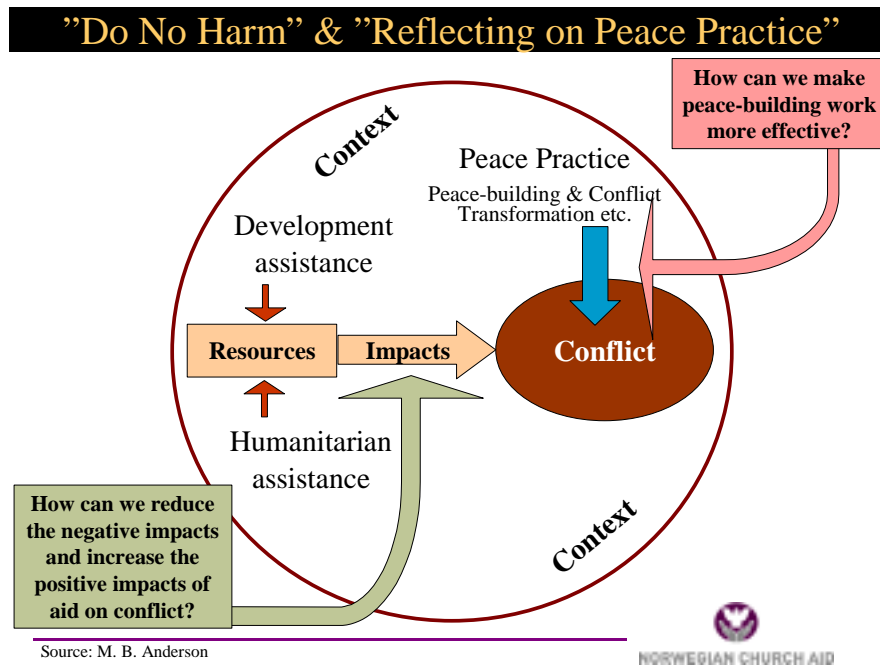 ”Do No Harm” & ”Reflecting on Peace Practice”
How can we make
peace-building work
more effective?
Context
Peace Practice
Peace-building & Conflict
Transformation etc.
Development
assistance
Resources
Impacts
Conflict
Humanitarian
assistance
How can we reduce
the negative impacts
and increase the
positive impacts of
aid on conflict?
Context
Source: M. B. Anderson
NORWEGIAN CHURCH AID